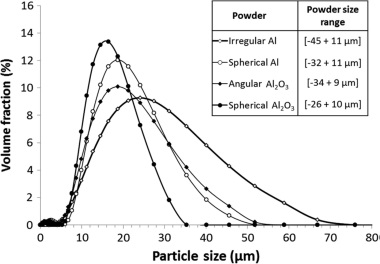 Powder Powder size range
Irregular Al [-45 + 11 µm]
Spherical Al [-32 + 11 µm]
Angular Al₂O₃ [-34 + 9 µm]
Spherical Al₂O₃ [-26 + 10 µm]
Volume fraction (%)
14
12
10
8
6
4
2
0
0 10 20 30 40 50 60 70 80
Particle size (µm)